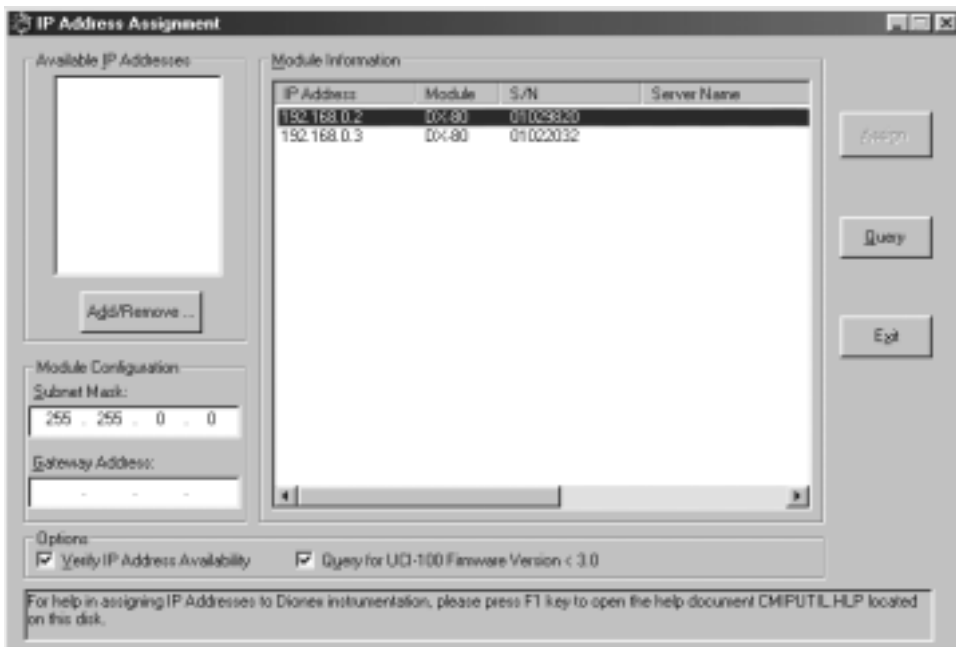 IP Address Assignment
Available IP Addresses
Add/Remove ...
Module Information
IP Address Module S/N Server Name
192.168.0.2 DX-80 01029820
192.168.0.3 DX-80 01022032
Assign
Query
Exit
Module Configuration
Subnet Mask:
255 . 255 . 0 . 0
Gateway Address:
. . .
Options
Verify IP Address Availability
Query for UCI-100 Firmware Version < 3.0
For help in assigning IP Addresses to Dionex instrumentation, please press F1 key to open the help document CMIPUTIL.HLP located
on this disk.